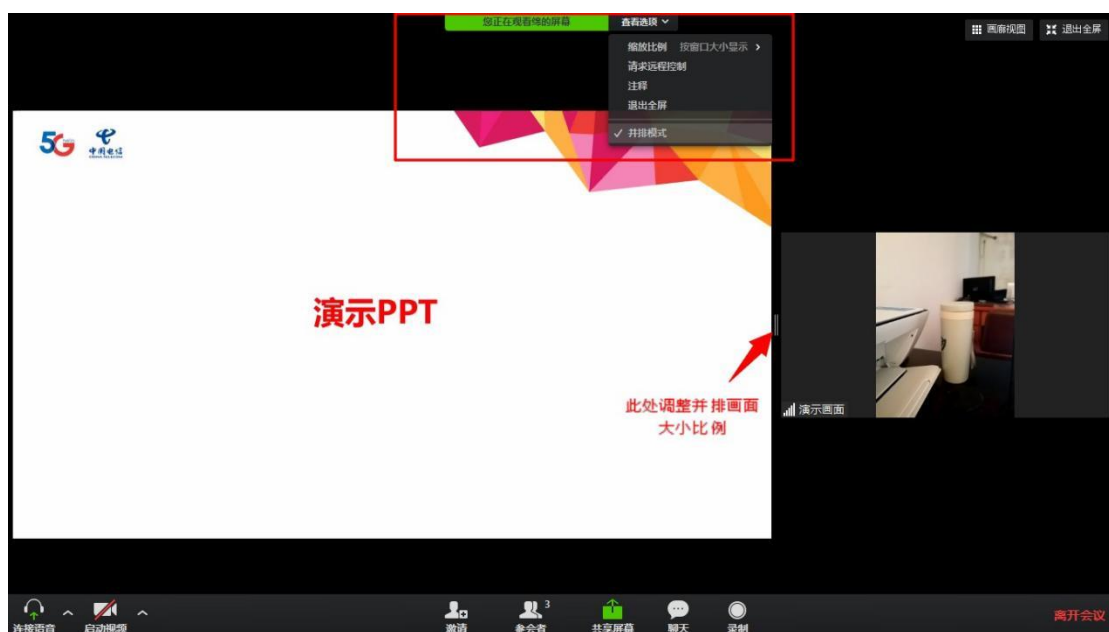 您正在观看绵的屏幕 查看选项
画廊视图 退出全屏
缩放比例 按窗口大小显示
请求远程控制
注释
退出全屏
✓ 并排模式
5G 中国电信
演示PPT
此处调整并排画面
大小比例
演示画面
3
连接语音 启动视频 邀请 参会者 共享屏幕 聊天 录制 离开会议